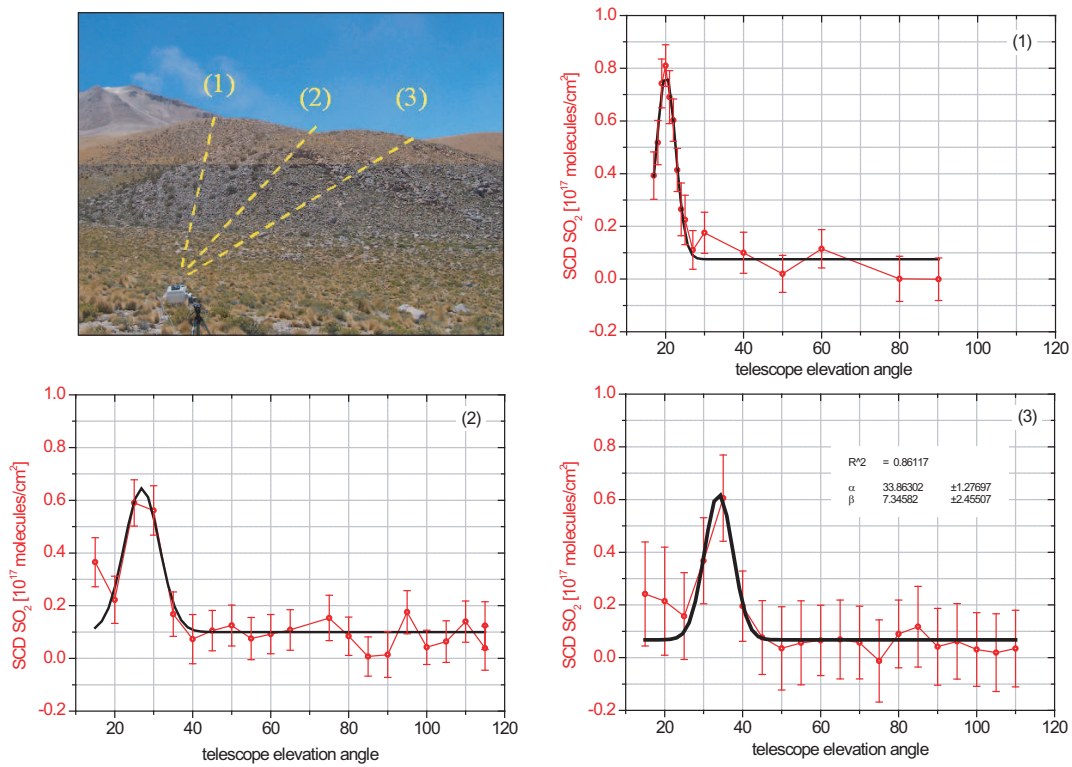 (1)
(2)
(3)
(1)
SCD SO2 [10^17 molecules/cm^2]
1.0
0.8
0.6
0.4
0.2
0.0
-0.2
20 40 60 80 100 120
telescope elevation angle
(2)
SCD SO2 [10^17 molecules/cm^2]
1.0
0.8
0.6
0.4
0.2
0.0
-0.2
20 40 60 80 100 120
telescope elevation angle
(3)
R^2 = 0.86117
α 33.86302 ±1.27697
β 7.34582 ±2.45507
SCD SO2 [10^17 molecules/cm^2]
1.0
0.8
0.6
0.4
0.2
0.0
-0.2
20 40 60 80 100 120
telescope elevation angle